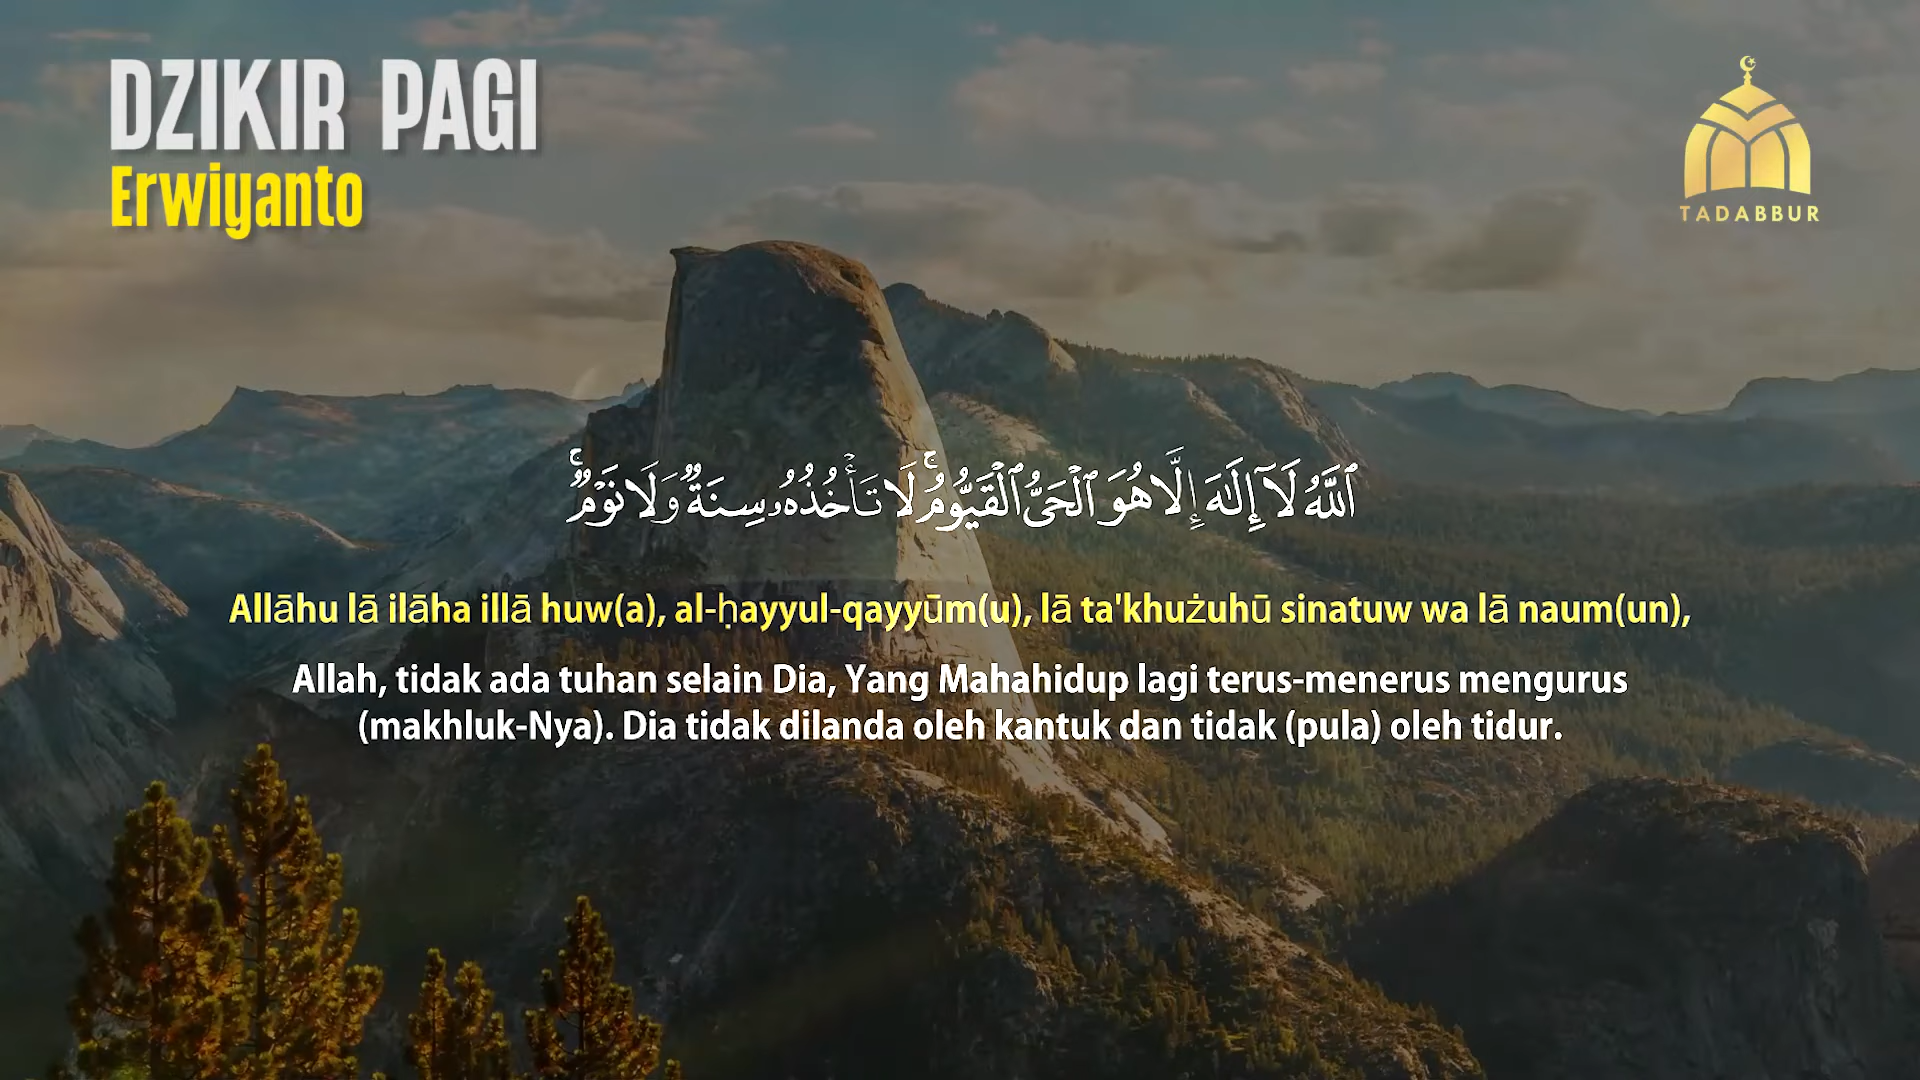 DZIKIR PAGI
Erwiyanto
TADABBUR
ٱللَّهُ لَآ إِلَٰهَ إِلَّا هُوَ ٱلْحَىُّ ٱلْقَيُّومُ ۚ لَا تَأْخُذُهُۥ سِنَةٌ وَلَا نَوْمٌ ۚ
Allāhu lā ilāha illā huw(a), al-ḥayyul-qayyūm(u), lā ta'khużuhū sinatuw wa lā naum(un),
Allah, tidak ada tuhan selain Dia, Yang Mahahidup lagi terus-menerus mengurus
(makhluk-Nya). Dia tidak dilanda oleh kantuk dan tidak (pula) oleh tidur.